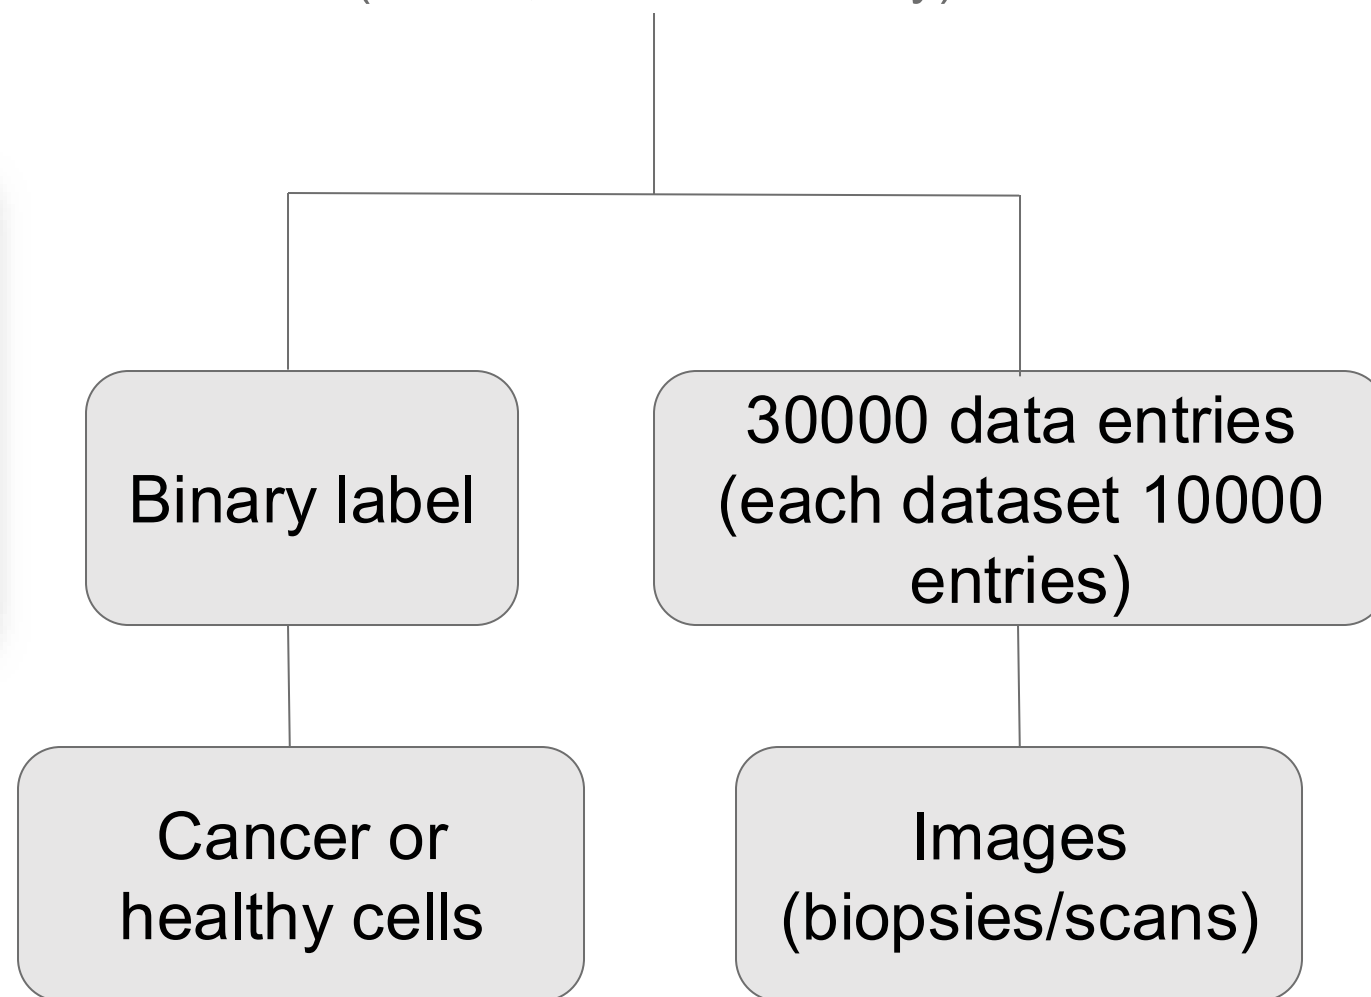 Binary label
30000 data entries
(each dataset 10000
entries)
Cancer or
healthy cells
Images
(biopsies/scans)